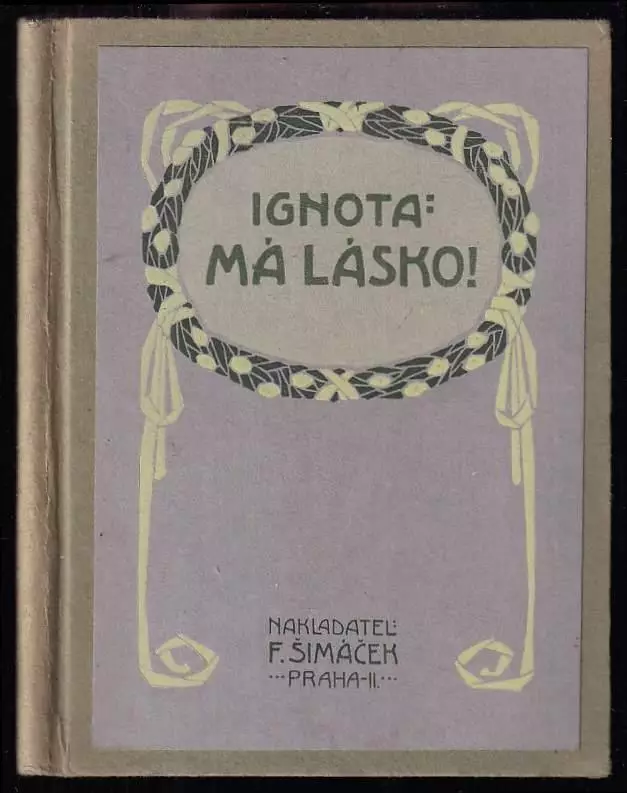 IGNOTA:
MÁ LÁSKO!
NAKLADATEL:
F. ŠIMÁČEK
···PRAHA-II.···